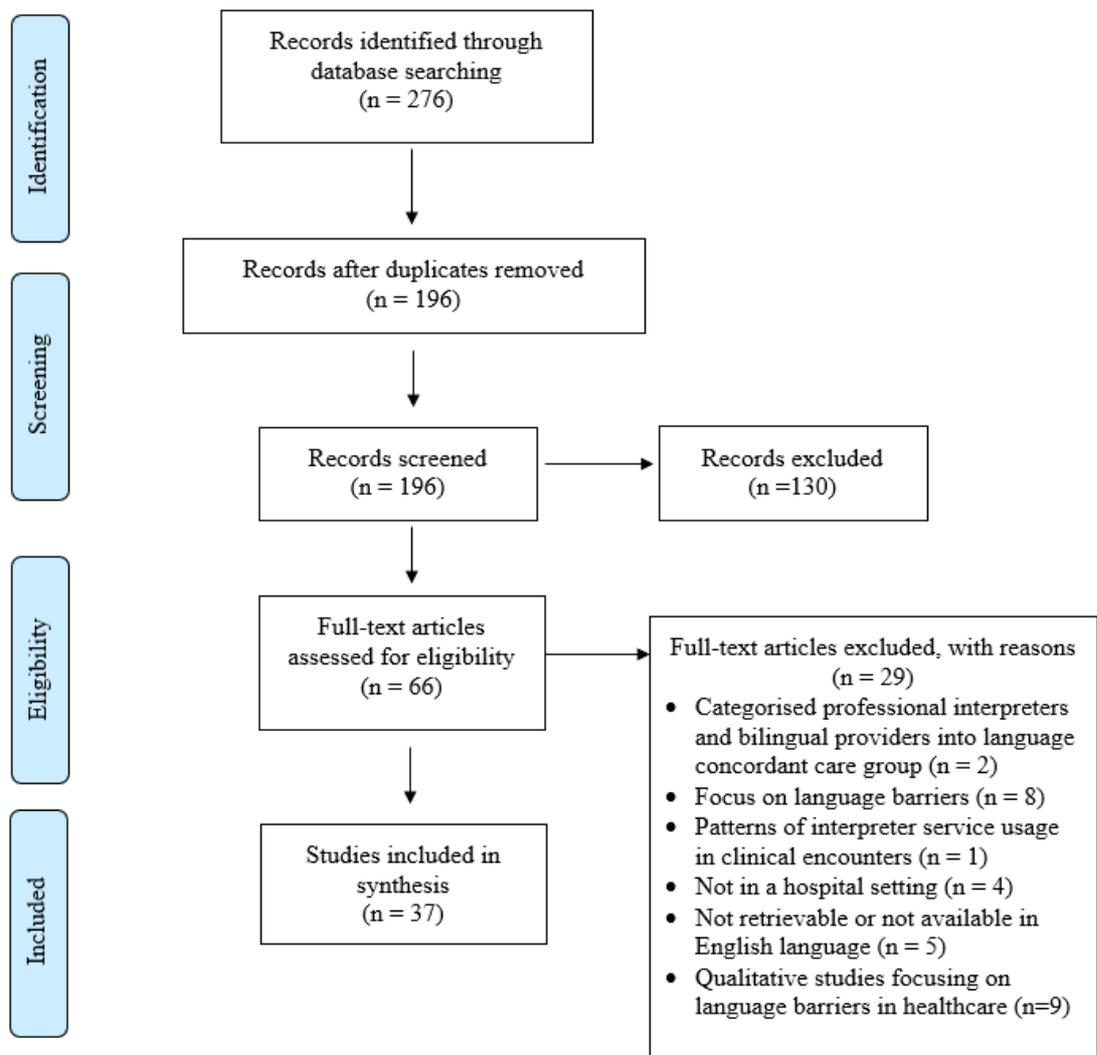 Identification
Records identified through
database searching
(n = 276)
Records after duplicates removed
(n = 196)
Screening
Records screened
(n = 196)
Records excluded
(n =130)
Eligibility
Full-text articles
assessed for eligibility
(n = 66)
Full-text articles excluded, with reasons
(n = 29)
• Categorised professional interpreters
and bilingual providers into language
concordant care group (n = 2)
• Focus on language barriers (n = 8)
• Patterns of interpreter service usage
in clinical encounters (n = 1)
• Not in a hospital setting (n = 4)
• Not retrievable or not available in
English language (n = 5)
• Qualitative studies focusing on
language barriers in healthcare (n=9)
Included
Studies included in
synthesis
(n = 37)